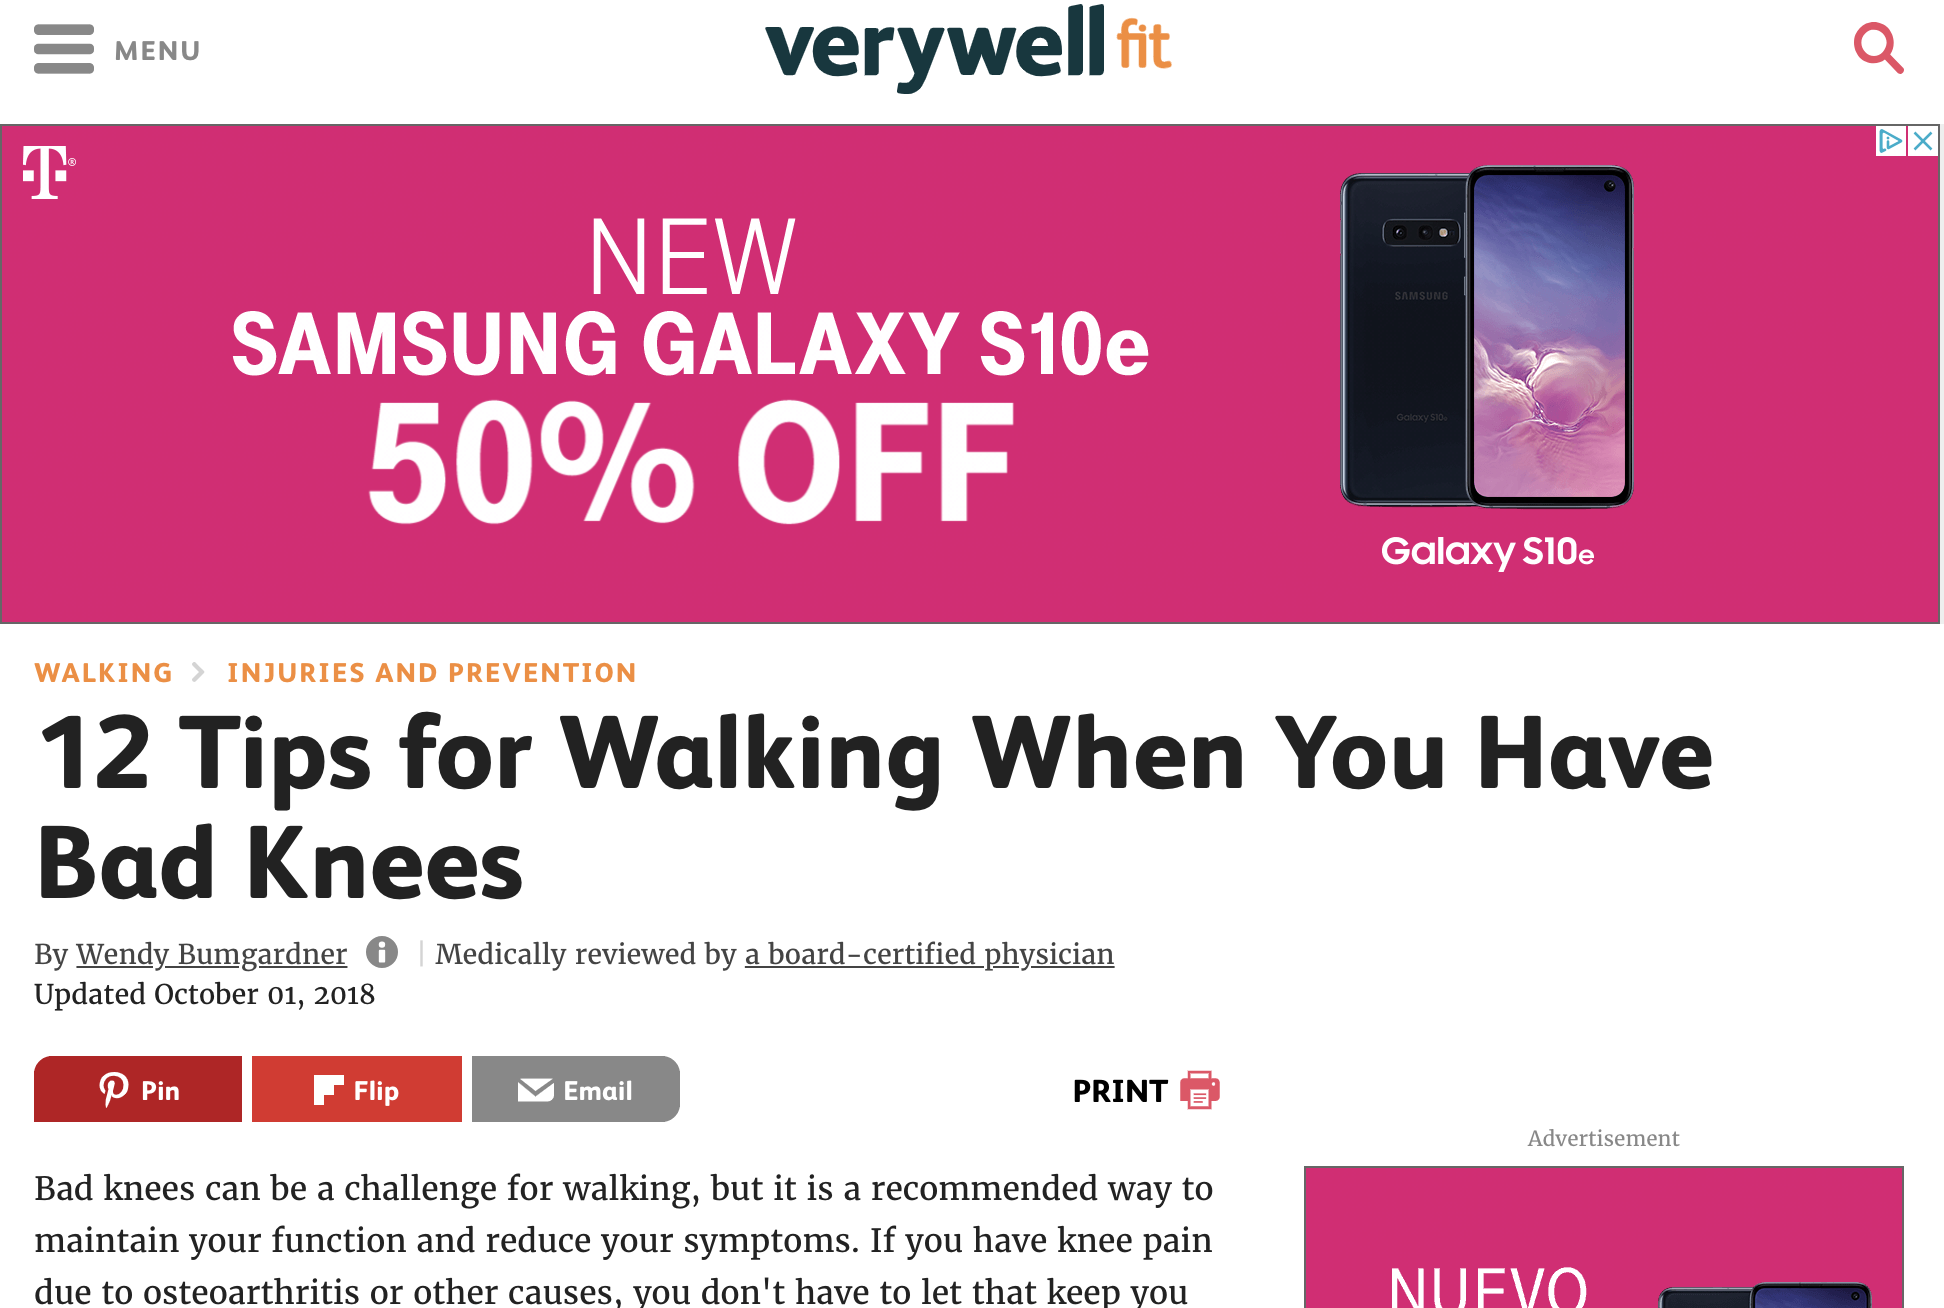 MENU
verywell fit
T®
NEW
SAMSUNG GALAXY S10e
50% OFF
SAMSUNG
Galaxy S10e
Galaxy S10e
WALKING > INJURIES AND PREVENTION
12 Tips for Walking When You Have
Bad Knees
By Wendy Bumgardner i | Medically reviewed by a board-certified physician
Updated October 01, 2018
Pin
Flip
Email
PRINT
Advertisement
Bad knees can be a challenge for walking, but it is a recommended way to
maintain your function and reduce your symptoms. If you have knee pain
due to osteoarthritis or other causes, you don't have to let that keep you
NUEVO